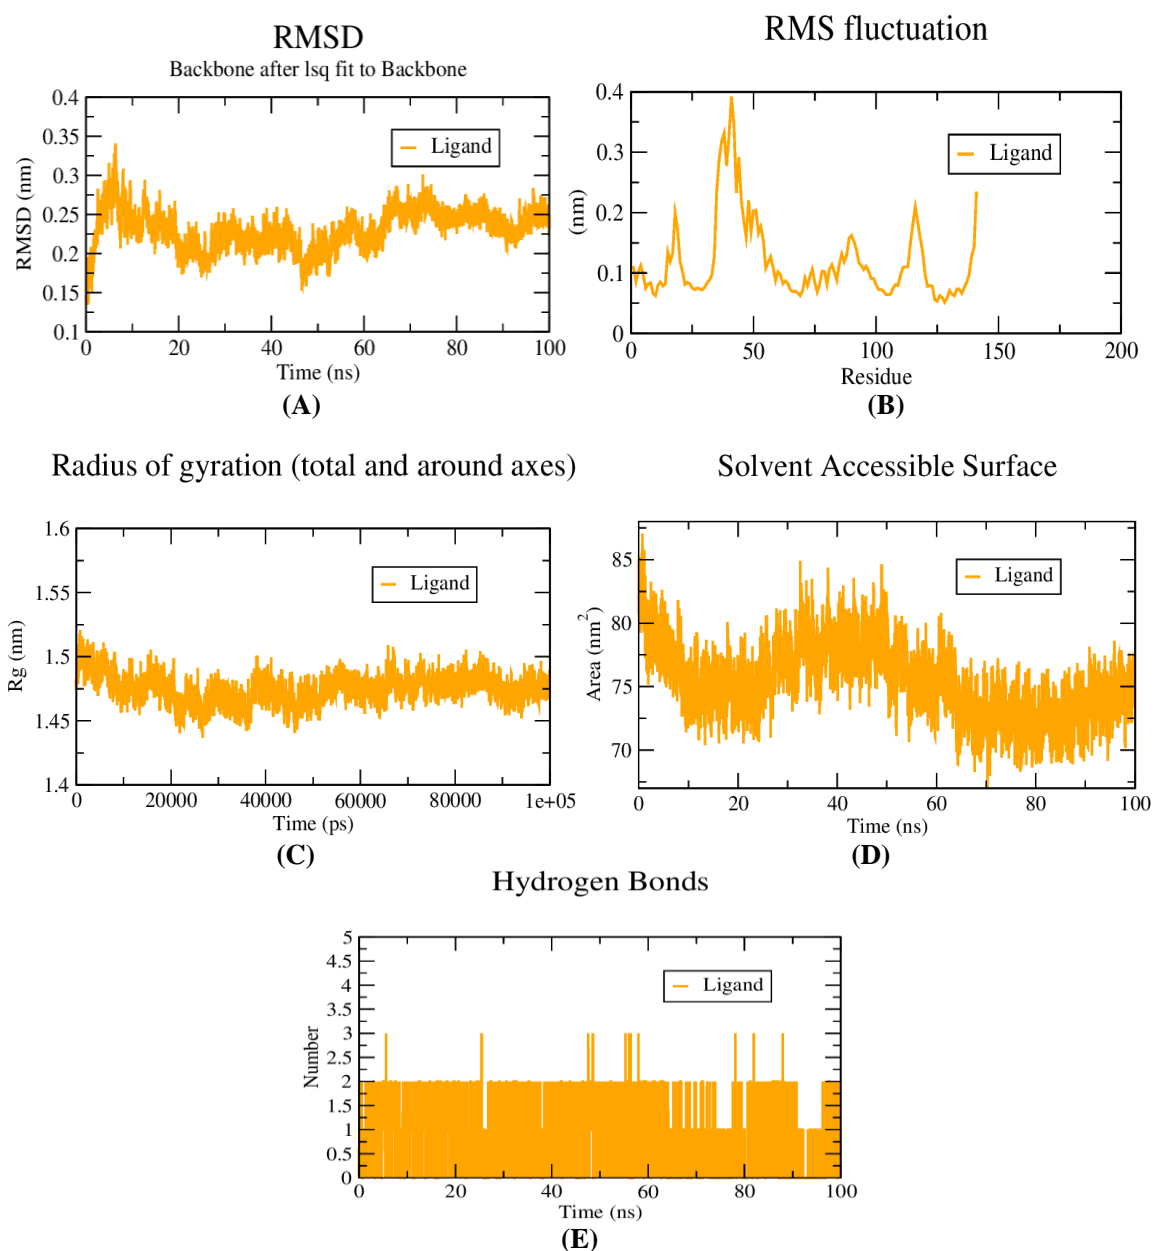 RMSD
Backbone after lsq fit to Backbone
0.4
0.35
0.3
0.25
0.2
0.15
0.1
RMSD (nm)
Ligand
0 20 40 60 80 100
Time (ns)
(A)
RMS fluctuation
0.4
0.3
0.2
0.1
0
(nm)
Ligand
0 50 100 150 200
Residue
(B)
Radius of gyration (total and around axes)
1.6
1.55
1.5
1.45
1.4
Rg (nm)
Ligand
0 20000 40000 60000 80000 1e+05
Time (ps)
(C)
Solvent Accessible Surface
85
80
75
70
Area (nm²)
Ligand
0 20 40 60 80 100
Time (ns)
(D)
Hydrogen Bonds
5
4.5
4
3.5
3
2.5
2
1.5
1
0.5
0
Number
Ligand
0 20 40 60 80 100
Time (ns)
(E)